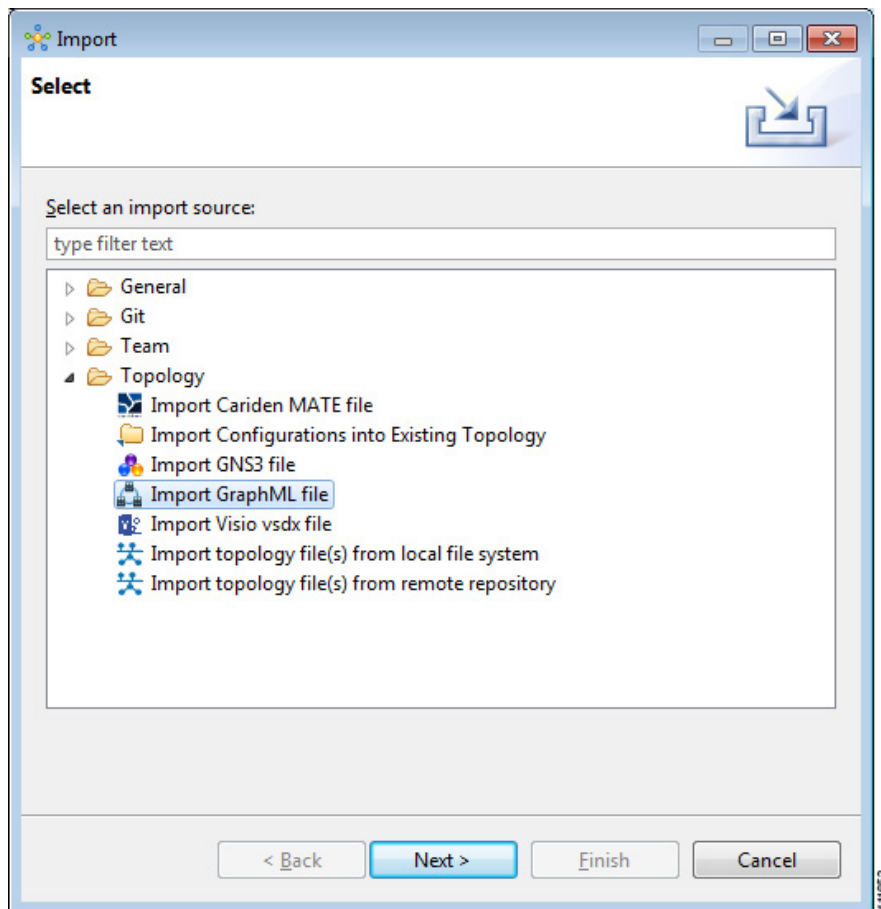 Import
Select
Select an import source:
type filter text
General
Git
Team
Topology
Import Cariden MATE file
Import Configurations into Existing Topology
Import GNS3 file
Import GraphML file
Import Visio vsdx file
Import topology file(s) from local file system
Import topology file(s) from remote repository
< Back Next > Finish Cancel